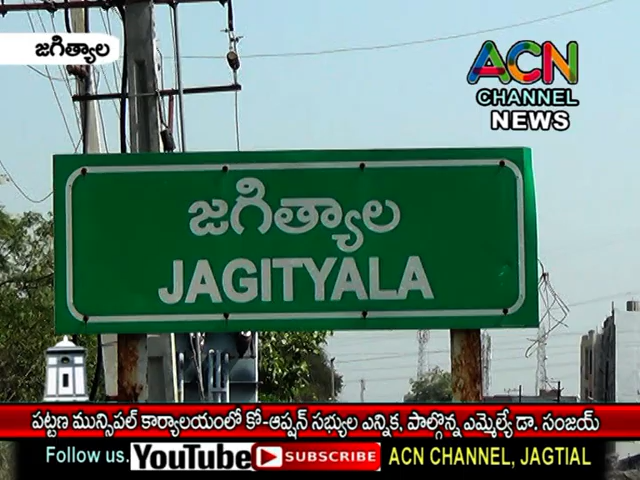 జగిత్యాల
ACN
CHANNEL
NEWS
జగిత్యాల
JAGITYALA
పట్టణ మున్సిపల్ కార్యాలయంలో కో-ఆప్షన్ సభ్యుల ఎన్నిక, పాల్గొన్న ఎమ్మెల్యే డా. సంజయ్
Follow us. YouTube SUBSCRIBE ACN CHANNEL, JAGTIAL